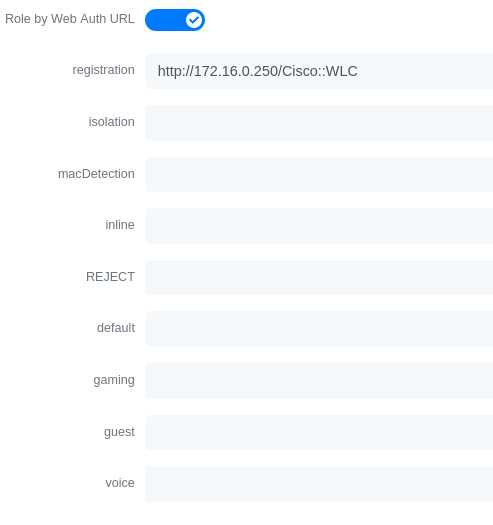 Role by Web Auth URL
registration http://172.16.0.250/Cisco::WLC
isolation
macDetection
inline
REJECT
default
gaming
guest
voice